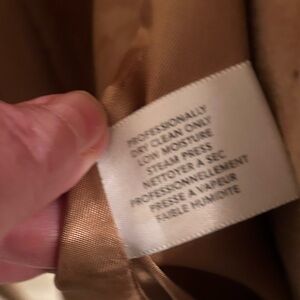 PROFESSIONALLY
DRY CLEAN ONLY
LOW MOISTURE
STEAM PRESS
NETTOYER A SEC
PROFESSIONNELLEMENT
PRESSE A VAPEUR
FAIBLE HUMIDITE